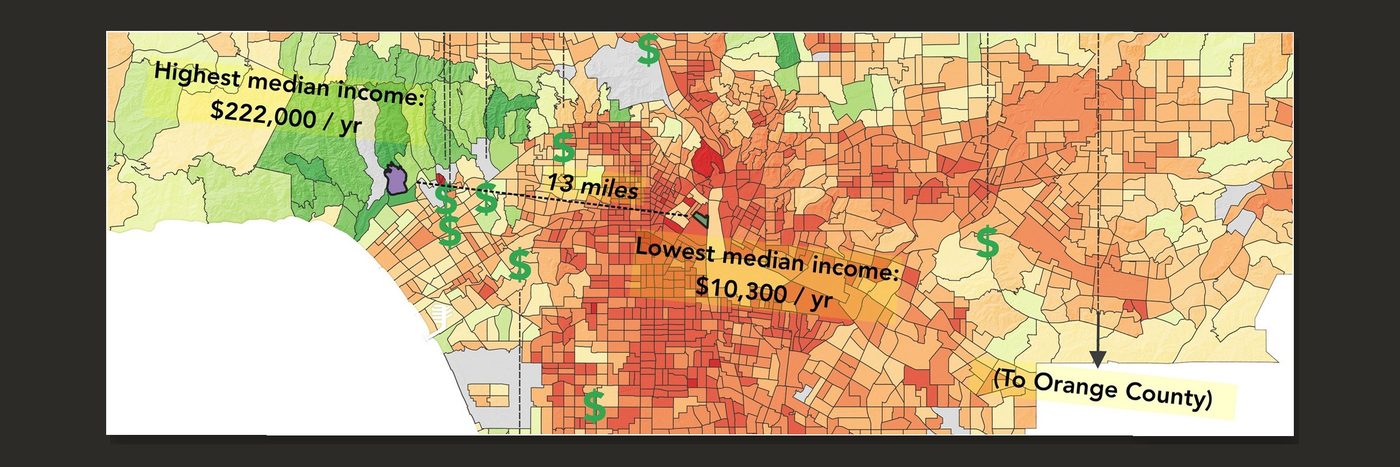 Highest median income:
$222,000 / yr
13 miles
Lowest median income:
$10,300 / yr
(To Orange County)
$
$
$
$
$
$
$
$